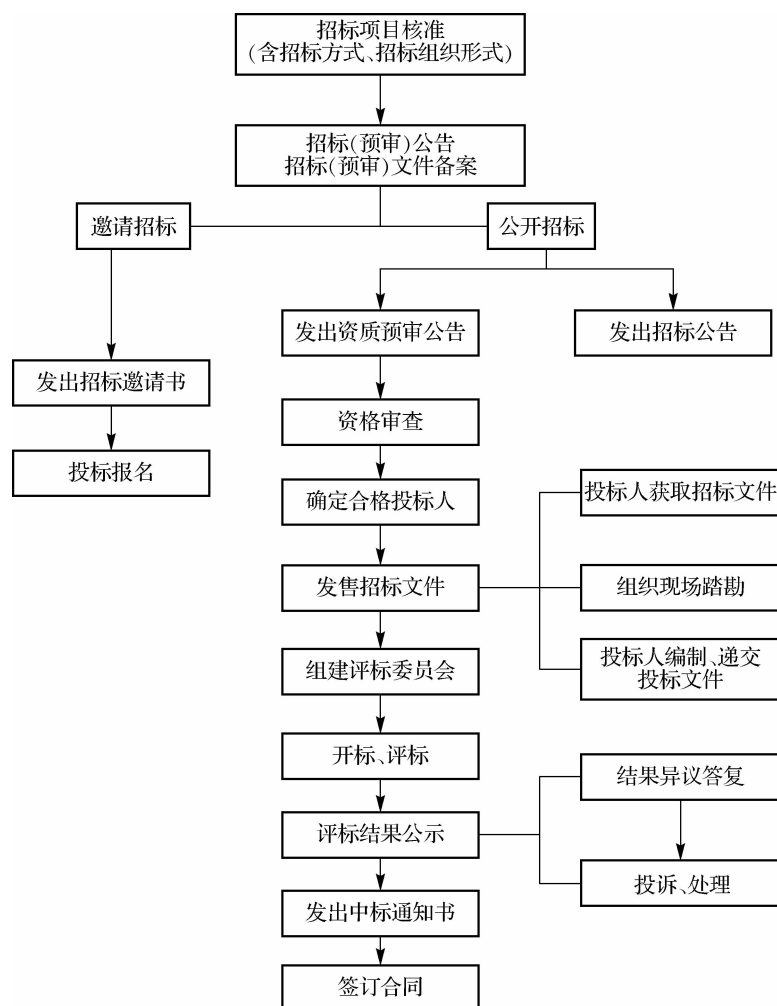 招标项目核准
(含招标方式、招标组织形式)
招标(预审)公告
招标(预审)文件备案
邀请招标
公开招标
发出资质预审公告
发出招标公告
发出招标邀请书
资格审查
投标报名
确定合格投标人
投标人获取招标文件
发售招标文件
组织现场踏勘
组建评标委员会
投标人编制、递交
投标文件
开标、评标
结果异议答复
评标结果公示
投诉、处理
发出中标通知书
签订合同